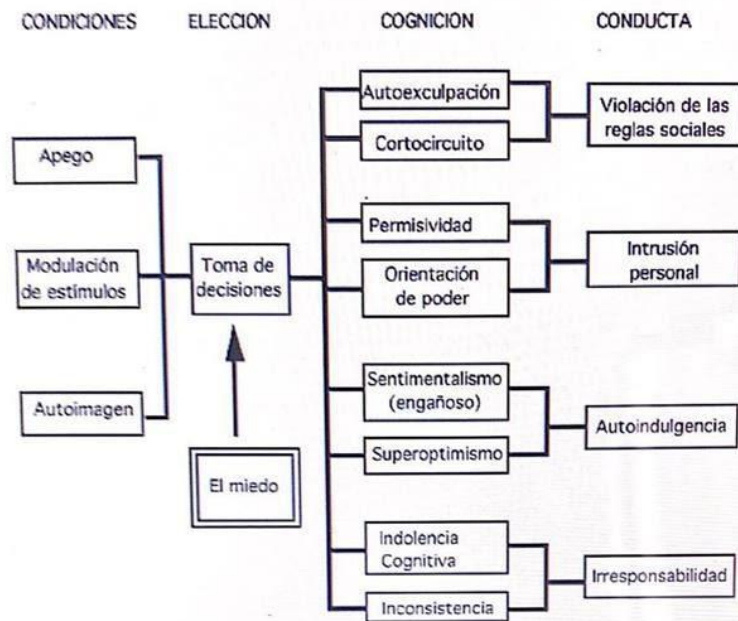 CONDICIONES
ELECCION
COGNICION
CONDUCTA
Apego
Modulación
de estímulos
Autoimagen
Toma de
decisiones
El miedo
Autoexculpación
Cortocircuito
Permisividad
Orientación
de poder
Sentimentalismo
(engañoso)
Superoptimismo
Indolencia
Cognitiva
Inconsistencia
Violación de las
reglas sociales
Intrusión
personal
Autoindulgencia
Irresponsabilidad